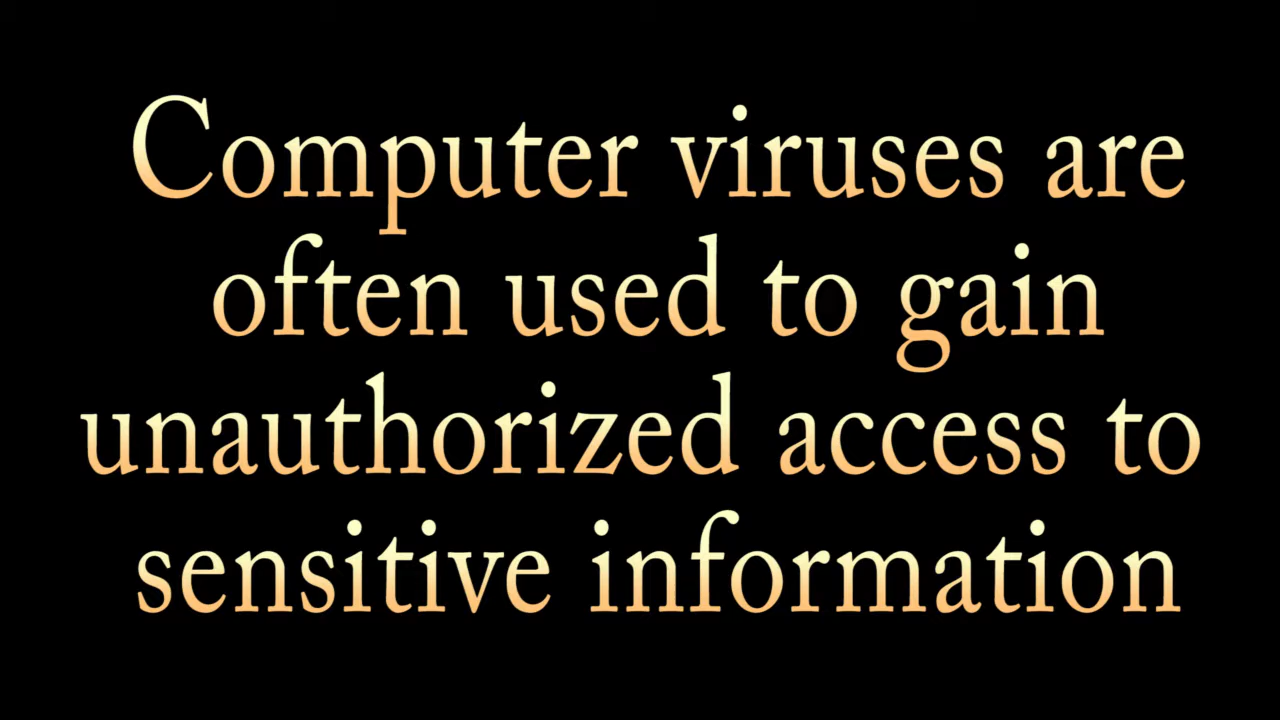 Computer viruses are
often used to gain
unauthorized access to
sensitive information